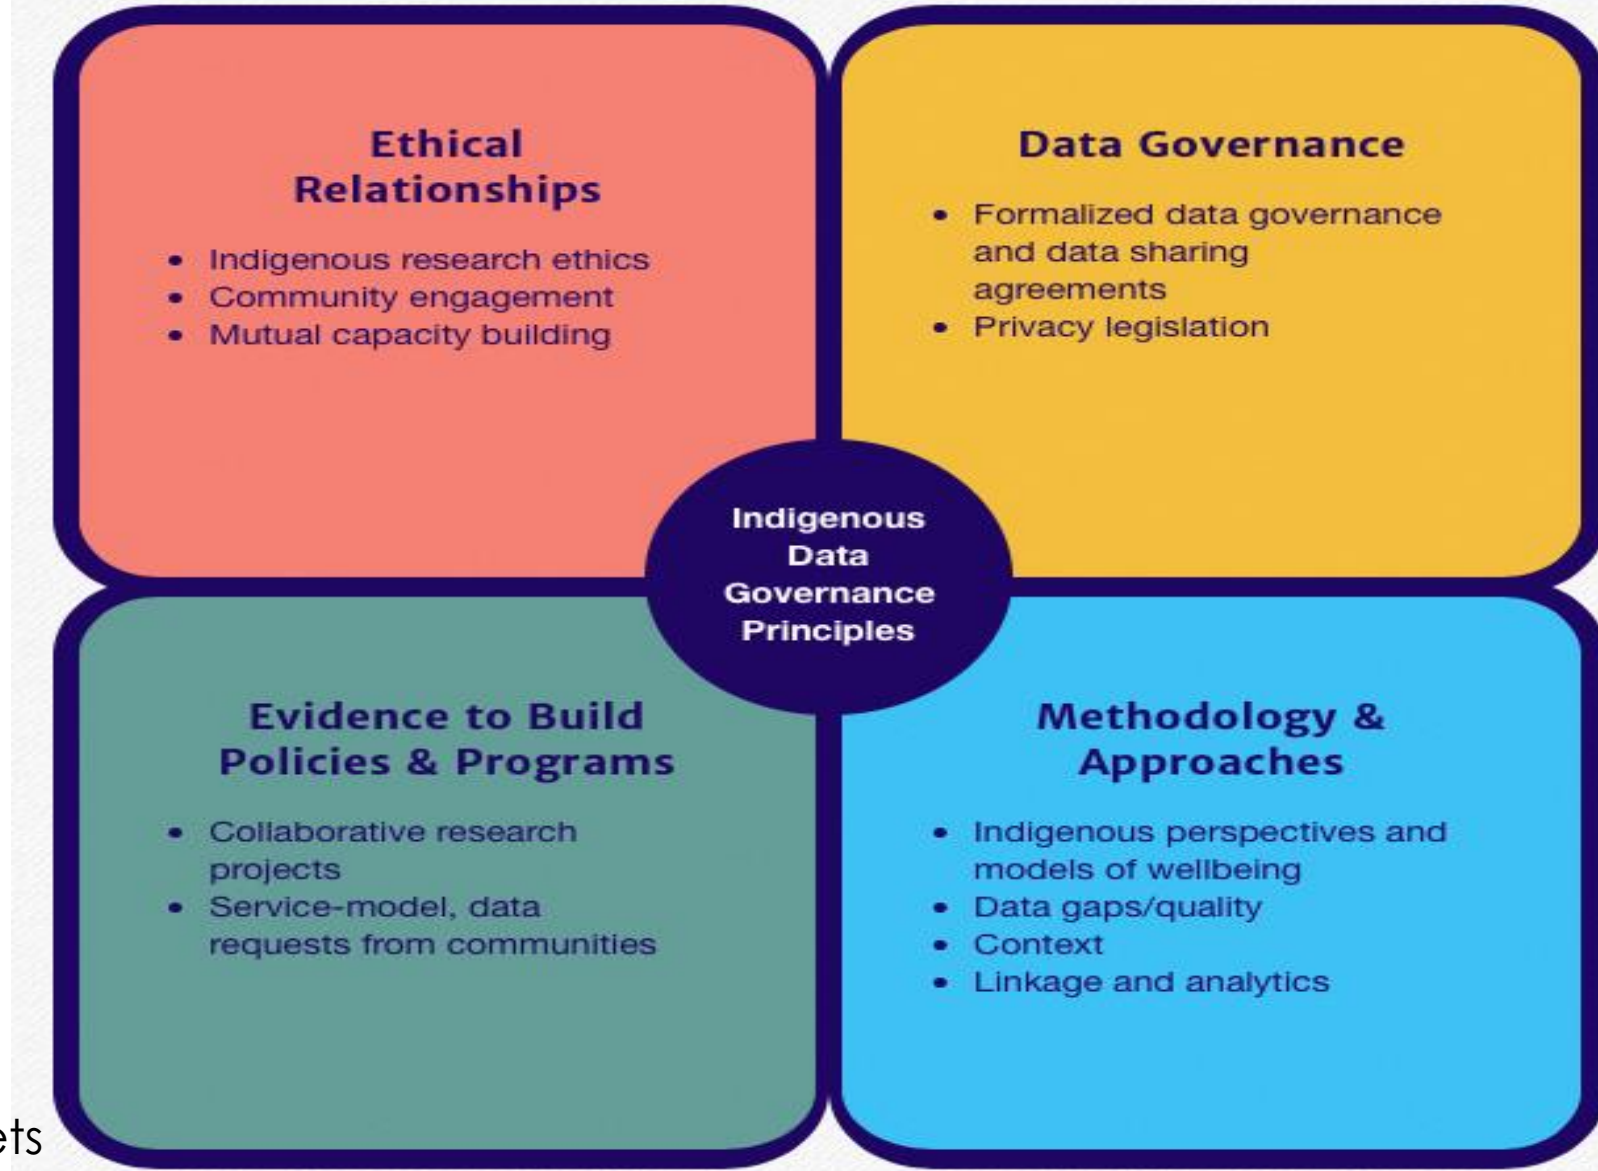 Ethical
Relationships
• Indigenous research ethics
• Community engagement
• Mutual capacity building
Data Governance
• Formalized data governance
and data sharing
agreements
• Privacy legislation
Indigenous
Data
Governance
Principles
Evidence to Build
Policies & Programs
• Collaborative research
projects
• Service-model, data
requests from communities
Methodology &
Approaches
• Indigenous perspectives and
models of wellbeing
• Data gaps/quality
• Context
• Linkage and analytics
ets